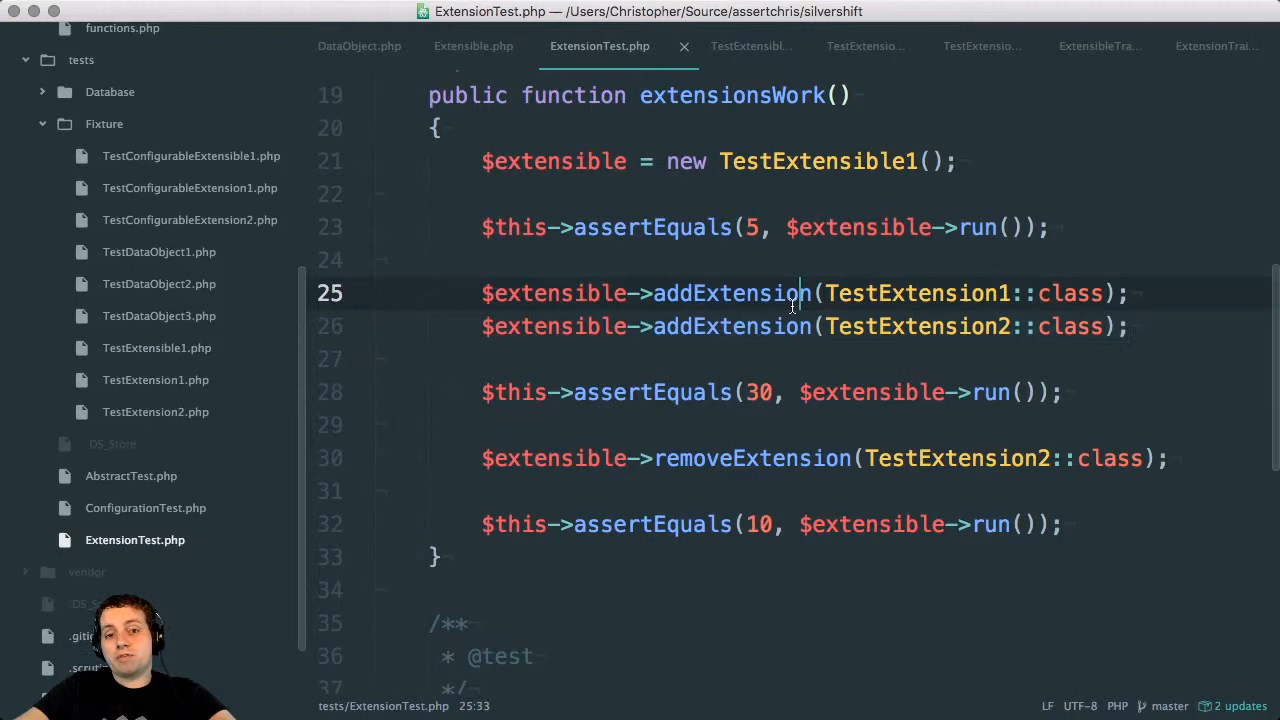 ExtensionTest.php — /Users/Christopher/Source/assertchris/silvershift
functions.php
tests
Database
Fixture
TestConfigurableExtensible1.php
TestConfigurableExtension1.php
TestConfigurableExtension2.php
TestDataObject1.php
TestDataObject2.php
TestDataObject3.php
TestExtensible1.php
TestExtension1.php
TestExtension2.php
DS_Store
AbstractTest.php
ConfigurationTest.php
ExtensionTest.php
vendor
DataObject.php Extensible.php ExtensionTest.php TestExtensibl… TestExtensio… TestExtensio… ExtensibleTra… ExtensionTrai…
19 public function extensionsWork()
20 {
21 $extensible = new TestExtensible1();
22
23 $this->assertEquals(5, $extensible->run());
24
25 $extensible->addExtension(TestExtension1::class);
26 $extensible->addExtension(TestExtension2::class);
27
28 $this->assertEquals(30, $extensible->run());
29
30 $extensible->removeExtension(TestExtension2::class);
31
32 $this->assertEquals(10, $extensible->run());
33 }
34
35 /**
36 * @test
37 */
tests/ExtensionTest.php 25:33 LF UTF-8 PHP master 2 updates